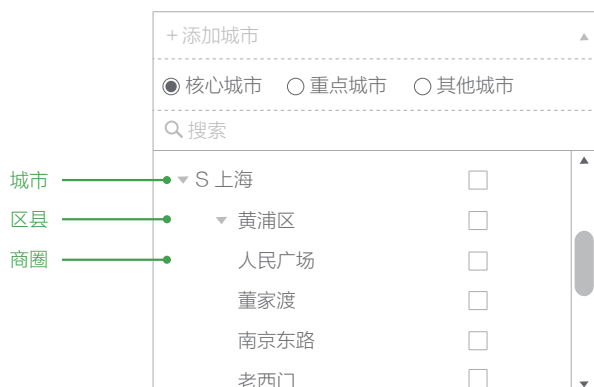 +添加城市
核心城市 重点城市 其他城市
搜索
城市 S 上海
区县 黄浦区
商圈 人民广场
董家渡
南京东路
老西门